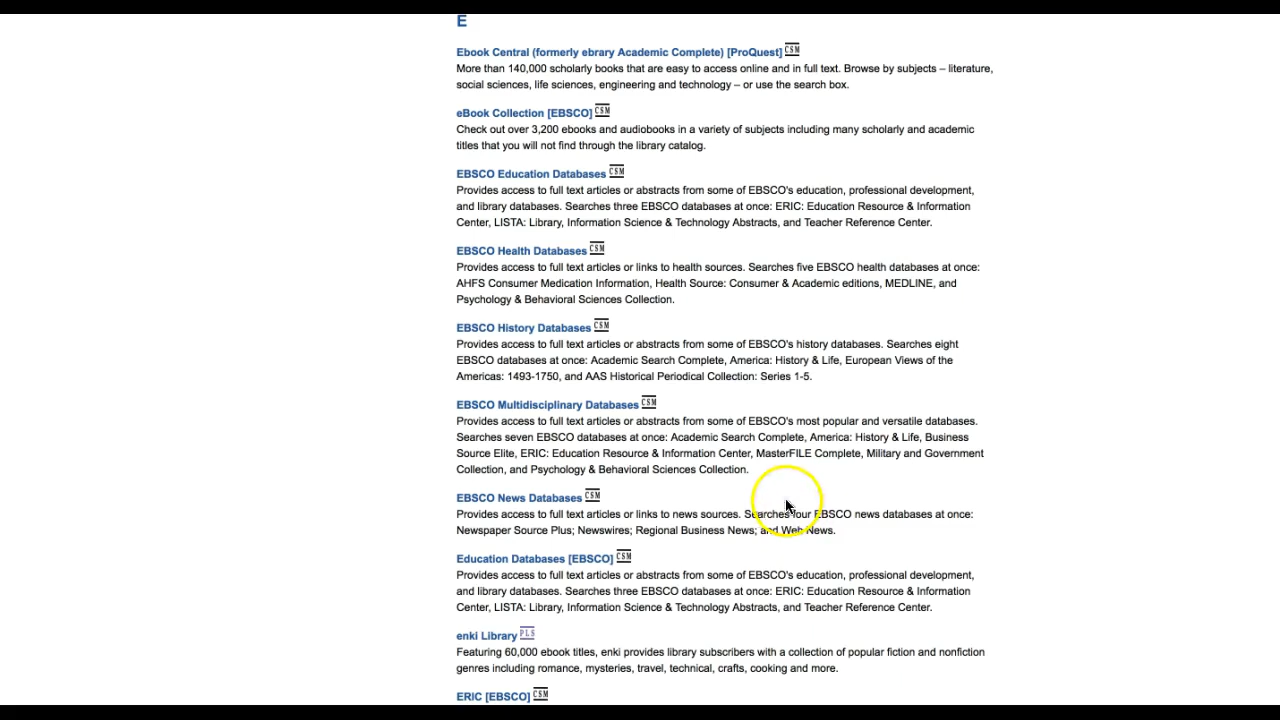 E
Ebook Central (formerly ebrary Academic Complete) [ProQuest] CSM
More than 140,000 scholarly books that are easy to access online and in full text. Browse by subjects – literature,
social sciences, life sciences, engineering and technology – or use the search box.
eBook Collection [EBSCO] CSM
Check out over 3,200 ebooks and audiobooks in a variety of subjects including many scholarly and academic
titles that you will not find through the library catalog.
EBSCO Education Databases CSM
Provides access to full text articles or abstracts from some of EBSCO's education, professional development,
and library databases. Searches three EBSCO databases at once: ERIC: Education Resource & Information
Center, LISTA: Library, Information Science & Technology Abstracts, and Teacher Reference Center.
EBSCO Health Databases CSM
Provides access to full text articles or links to health sources. Searches five EBSCO health databases at once:
AHFS Consumer Medication Information, Health Source: Consumer & Academic editions, MEDLINE, and
Psychology & Behavioral Sciences Collection.
EBSCO History Databases CSM
Provides access to full text articles or abstracts from some of EBSCO's history databases. Searches eight
EBSCO databases at once: Academic Search Complete, America: History & Life, European Views of the
Americas: 1493-1750, and AAS Historical Periodical Collection: Series 1-5.
EBSCO Multidisciplinary Databases CSM
Provides access to full text articles or abstracts from some of EBSCO's most popular and versatile databases.
Searches seven EBSCO databases at once: Academic Search Complete, America: History & Life, Business
Source Elite, ERIC: Education Resource & Information Center, MasterFILE Complete, Military and Government
Collection, and Psychology & Behavioral Sciences Collection.
EBSCO News Databases CSM
Provides access to full text articles or links to news sources. Searches four EBSCO news databases at once:
Newspaper Source Plus; Newswires; Regional Business News; and Web News.
Education Databases [EBSCO] CSM
Provides access to full text articles or abstracts from some of EBSCO's education, professional development,
and library databases. Searches three EBSCO databases at once: ERIC: Education Resource & Information
Center, LISTA: Library, Information Science & Technology Abstracts, and Teacher Reference Center.
enki Library PLS
Featuring 60,000 ebook titles, enki provides library subscribers with a collection of popular fiction and nonfiction
genres including romance, mysteries, travel, technical, crafts, cooking and more.
ERIC [EBSCO] CSM